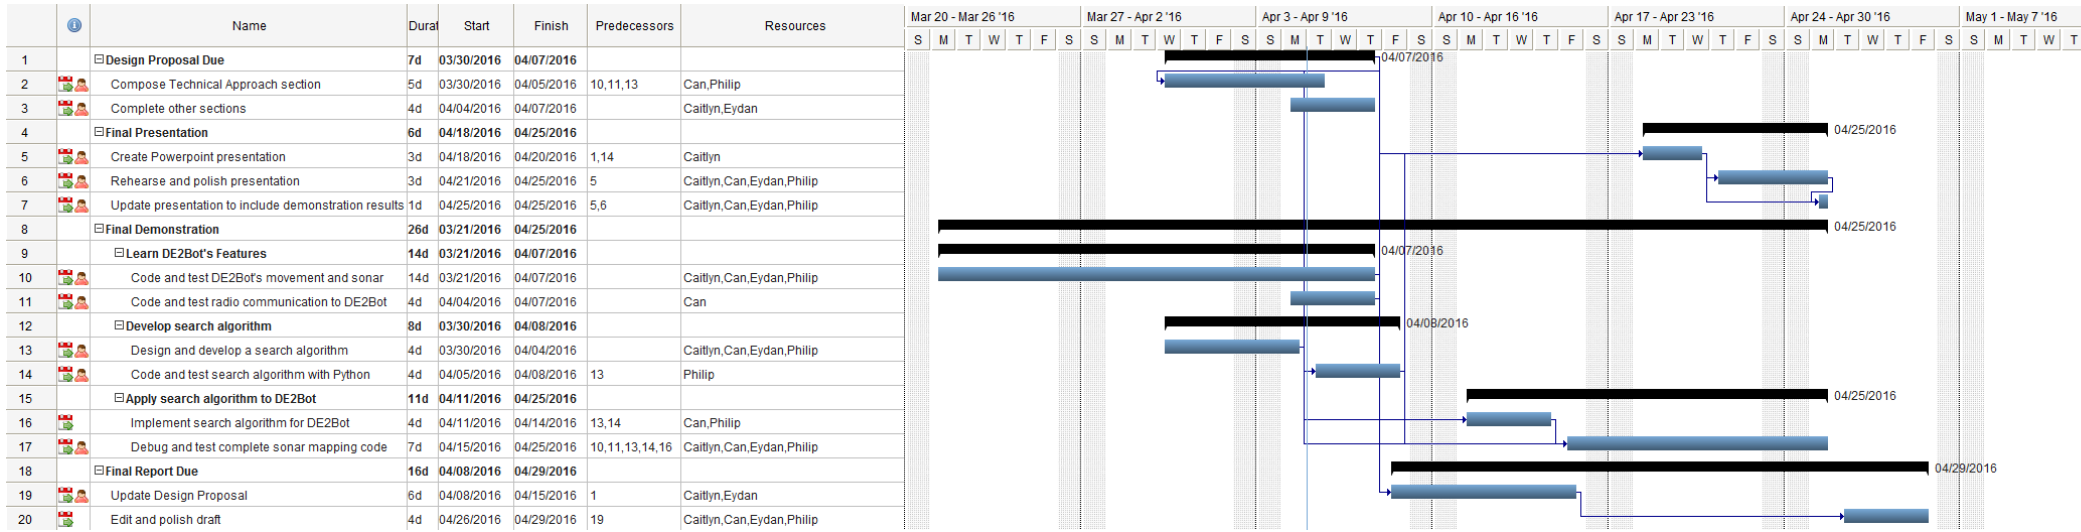 Name Durat Start Finish Predecessors Resources Mar 20 - Mar 26 '16 Mar 27 - Apr 2 '16 Apr 3 - Apr 9 '16 Apr 10 - Apr 16 '16 Apr 17 - Apr 23 '16 Apr 24 - Apr 30 '16 May 1 - May 7 '16
S M T W T F S S M T W T F S S M T W T F S S M T W T F S S M T W T F S S M T W T F S S M T W T
1 Design Proposal Due 7d 03/30/2016 04/07/2016 04/07/2016
2 Compose Technical Approach section 5d 03/30/2016 04/05/2016 10,11,13 Can,Philip
3 Complete other sections 4d 04/04/2016 04/07/2016 Caitlyn,Eydan
4 Final Presentation 6d 04/18/2016 04/25/2016 04/25/2016
5 Create Powerpoint presentation 3d 04/18/2016 04/20/2016 1,14 Caitlyn
6 Rehearse and polish presentation 3d 04/21/2016 04/25/2016 5 Caitlyn,Can,Eydan,Philip
7 Update presentation to include demonstration results 1d 04/25/2016 04/25/2016 5,6 Caitlyn,Can,Eydan,Philip
8 Final Demonstration 26d 03/21/2016 04/25/2016 04/25/2016
9 Learn DE2Bot's Features 14d 03/21/2016 04/07/2016 04/07/2016
10 Code and test DE2Bot's movement and sonar 14d 03/21/2016 04/07/2016 Caitlyn,Can,Eydan,Philip
11 Code and test radio communication to DE2Bot 4d 04/04/2016 04/07/2016 Can
12 Develop search algorithm 8d 03/30/2016 04/08/2016 04/08/2016
13 Design and develop a search algorithm 4d 03/30/2016 04/04/2016 Caitlyn,Can,Eydan,Philip
14 Code and test search algorithm with Python 4d 04/05/2016 04/08/2016 13 Philip
15 Apply search algorithm to DE2Bot 11d 04/11/2016 04/25/2016 04/25/2016
16 Implement search algorithm for DE2Bot 4d 04/11/2016 04/14/2016 13,14 Can,Philip
17 Debug and test complete sonar mapping code 7d 04/15/2016 04/25/2016 10,11,13,14,16 Caitlyn,Can,Eydan,Philip
18 Final Report Due 16d 04/08/2016 04/29/2016 04/29/2016
19 Update Design Proposal 6d 04/08/2016 04/15/2016 1 Caitlyn,Eydan
20 Edit and polish draft 4d 04/26/2016 04/29/2016 19 Caitlyn,Can,Eydan,Philip